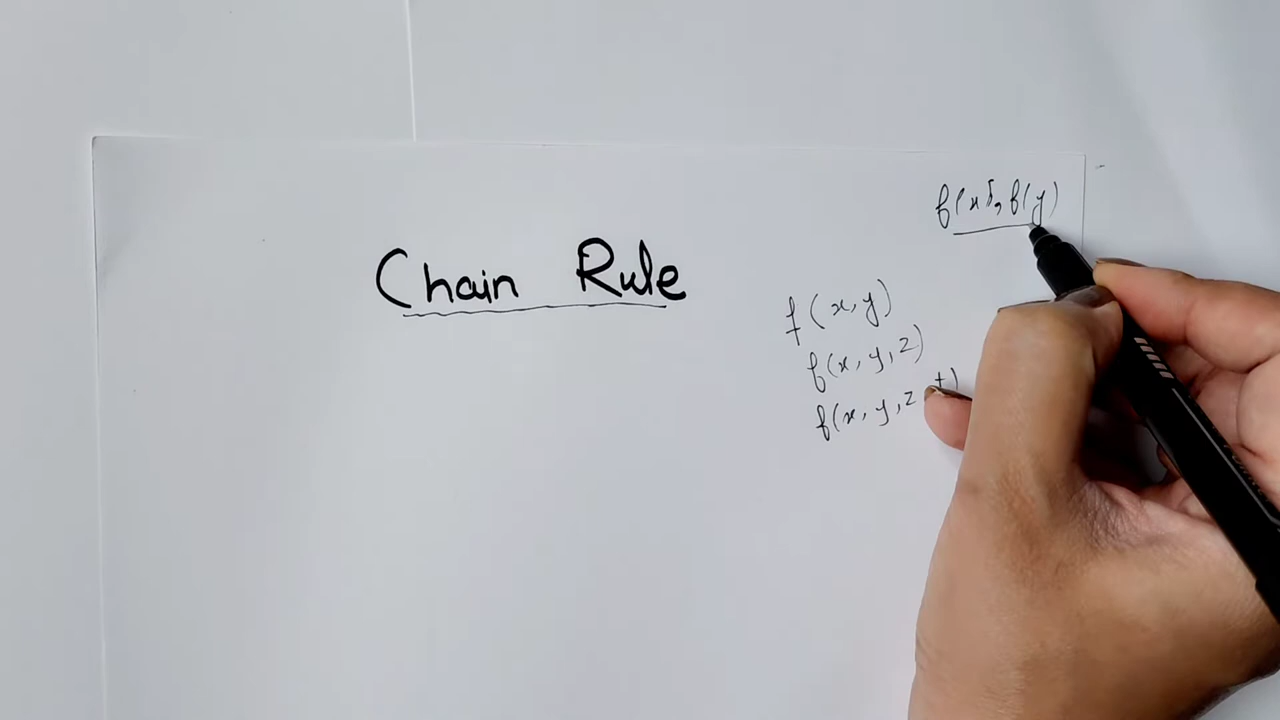 f(x), f(y)
Chain Rule
f(x, y)
f(x, y, z)
f(x, y, z, t)